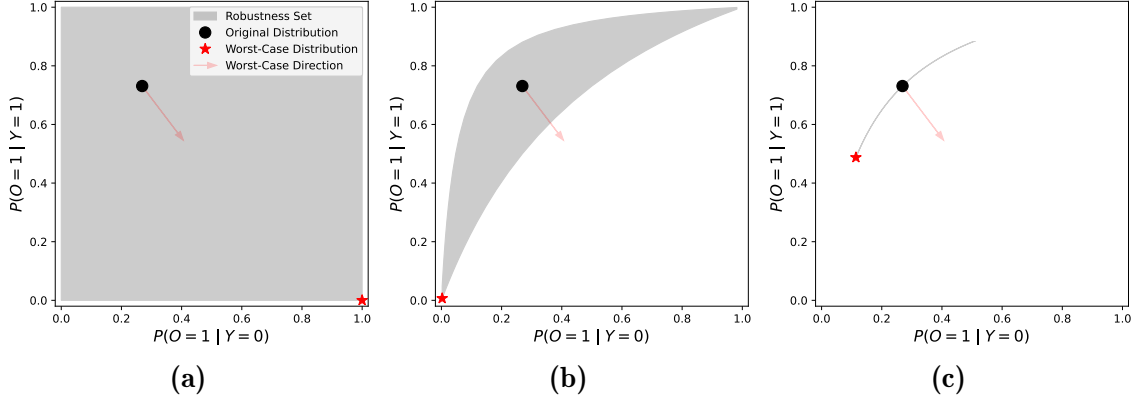 1.0
0.8
0.6
0.4
0.2
0.0
P(O = 1 | Y = 1)
Robustness Set
Original Distribution
Worst-Case Distribution
Worst-Case Direction
0.0 0.2 0.4 0.6 0.8 1.0
P(O = 1 | Y = 0)
(a)
1.0
0.8
0.6
0.4
0.2
0.0
P(O = 1 | Y = 1)
0.0 0.2 0.4 0.6 0.8 1.0
P(O = 1 | Y = 0)
(b)
1.0
0.8
0.6
0.4
0.2
0.0
P(O = 1 | Y = 1)
0.0 0.2 0.4 0.6 0.8 1.0
P(O = 1 | Y = 0)
(c)